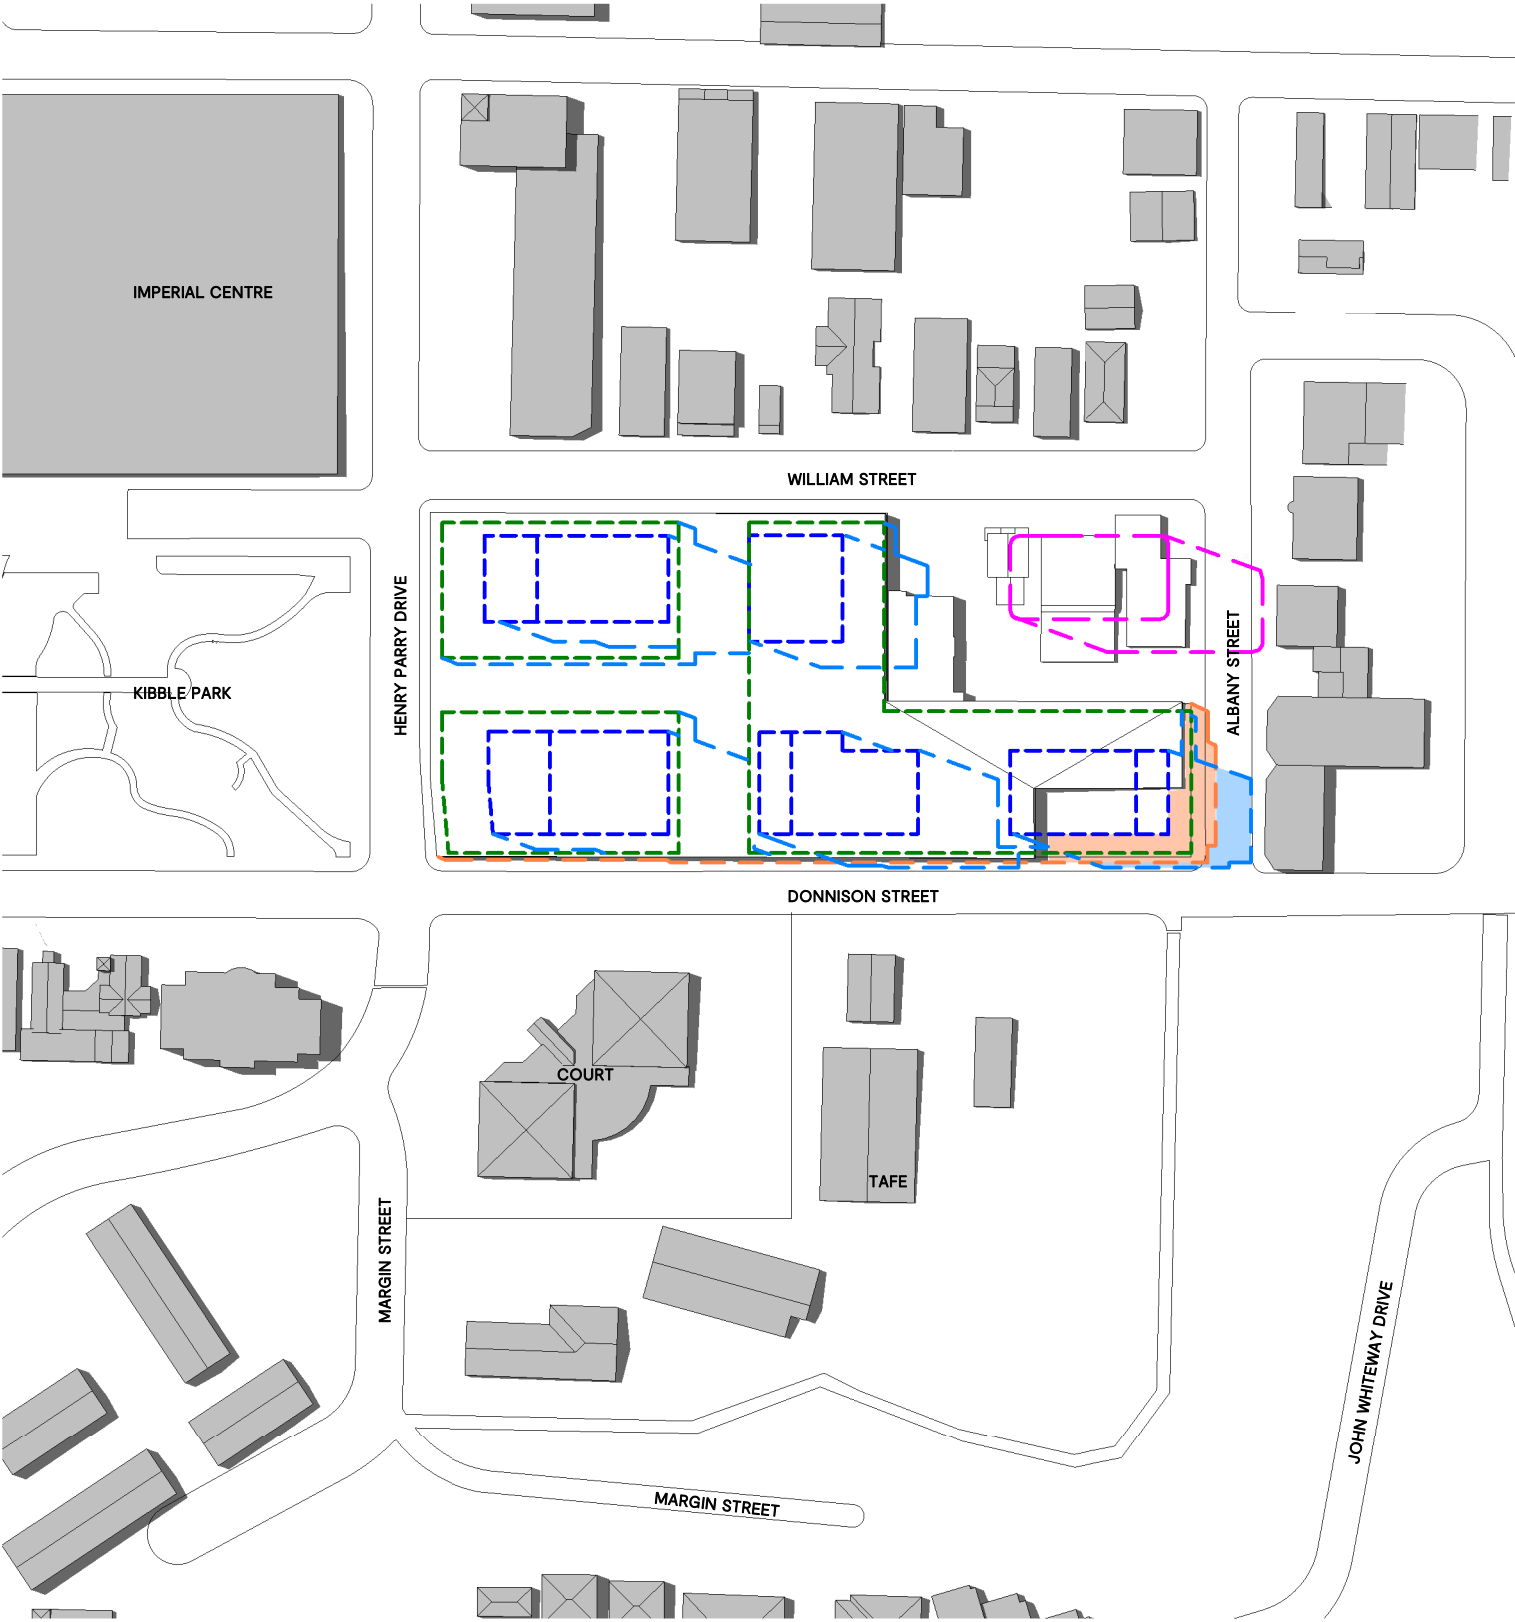 IMPERIAL CENTRE
WILLIAM STREET
HENRY PARRY DRIVE
ALBANY STREET
KIBBLE PARK
DONNISON STREET
COURT
TAFE
MARGIN STREET
JOHN WHITEWAY DRIVE
MARGIN STREET